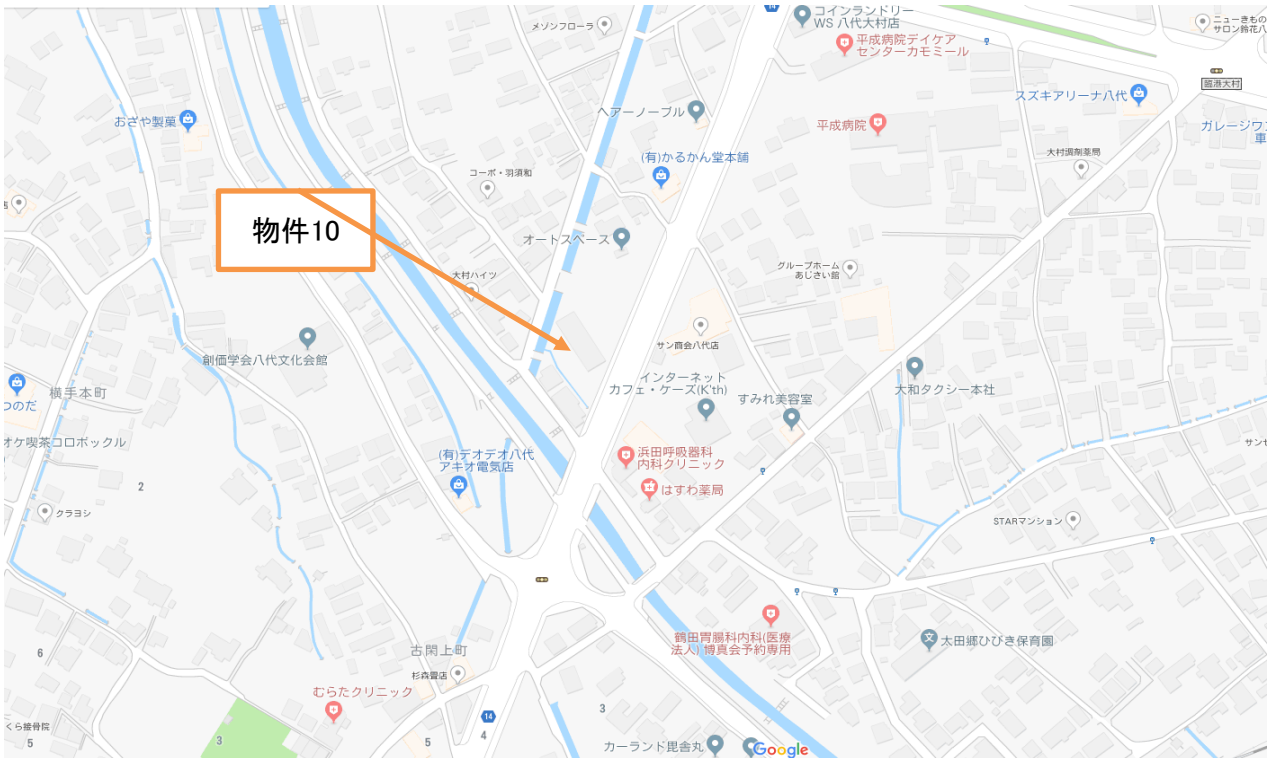 14
コインランドリー
WS 八代大村店
ニューきもの
サロン鈴花八
メゾンフローラ
平成病院デイケア
センターカモミール
臨港大村
スズキアリーナ八代
おざや製菓
ヘアーノーブル
平成病院
ガレージワン
車
(有)かるかん堂本舗
大村調剤薬局
コーポ・羽須和
店
物件10
オートスペース
グループホーム
あじさい館
大村ハイツ
サン商会八代店
創価学会八代文化会館
インターネット
カフェ・ケーズ(K'th)
大和タクシー本社
横手本町
つのだ
すみれ美容室
オケ喫茶コロボックル
サンセ
(有)デオデオ八代
アキオ電気店
浜田呼吸器科
内科クリニック
2
はすわ薬局
クラヨシ
STARマンション
鶴田胃腸科内科(医療
法人)博真会予約専用
太田郷ひびき保育園
6
古閑上町
杉森畳店
むらたクリニック
3
14
くら接骨院
5
3
5
4
カーランド毘舎丸
Google